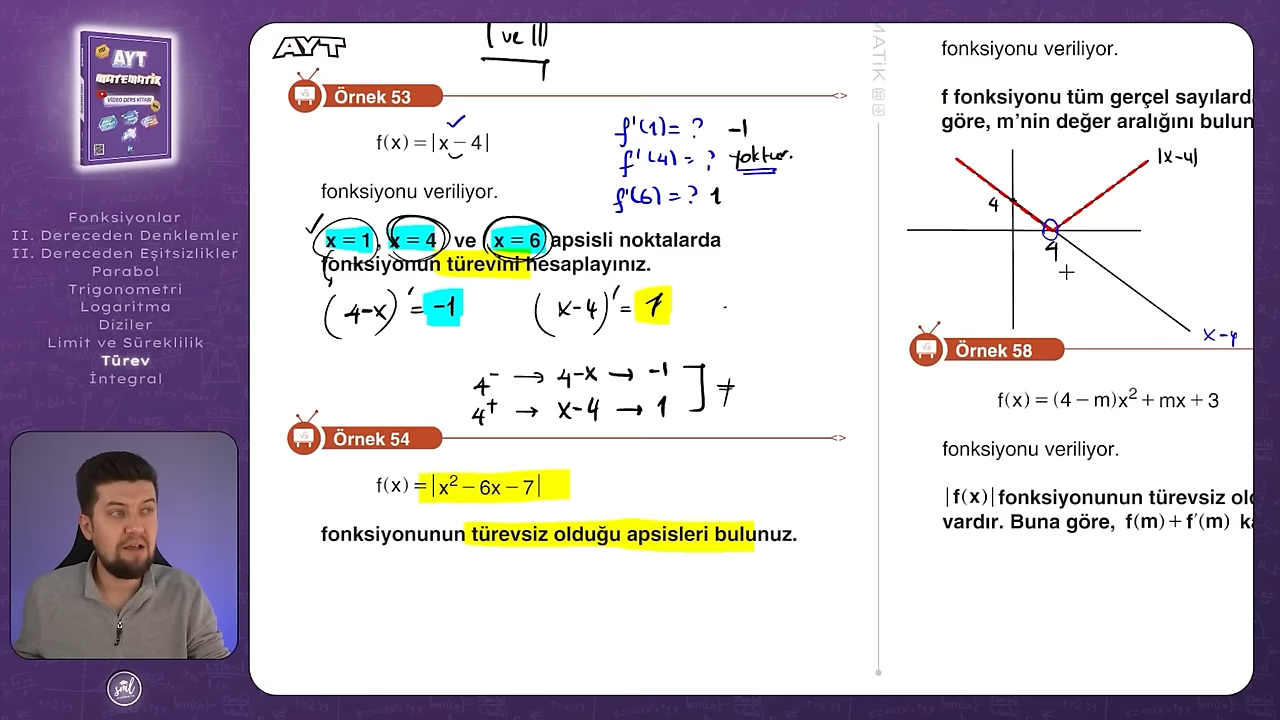 AYT
MATEMATİK
VİDEO DERS KİTABI
Fonksiyonlar
II. Dereceden Denklemler
II. Dereceden Eşitsizlikler
Parabol
Trigonometri
Logaritma
Diziler
Limit ve Süreklilik
Türev
İntegral
AYT
I ve II
Örnek 53
f(x) = |x − 4|
f'(1) = ? -1
f'(4) = ? yoktur.
f'(6) = ? 1
fonksiyonu veriliyor.
x = 1, x = 4 ve x = 6 apsisli noktalarda
fonksiyonun türevini hesaplayınız.
(4-x)' = -1
(x-4)' = 1
4⁻ → 4-x → -1
4⁺ → x-4 → 1 ] ≠
Örnek 54
f(x) = |x² − 6x − 7|
fonksiyonunun türevsiz olduğu apsisleri bulunuz.
MATİK
fonksiyonu veriliyor.
f fonksiyonu tüm gerçel sayılard
göre, m'nin değer aralığını bulun
|x-4|
4
4
x-4
Örnek 58
f(x) = (4 − m)x² + mx + 3
fonksiyonu veriliyor.
|f(x)| fonksiyonunun türevsiz ol
vardır. Buna göre, f(m) + f'(m) k
sml